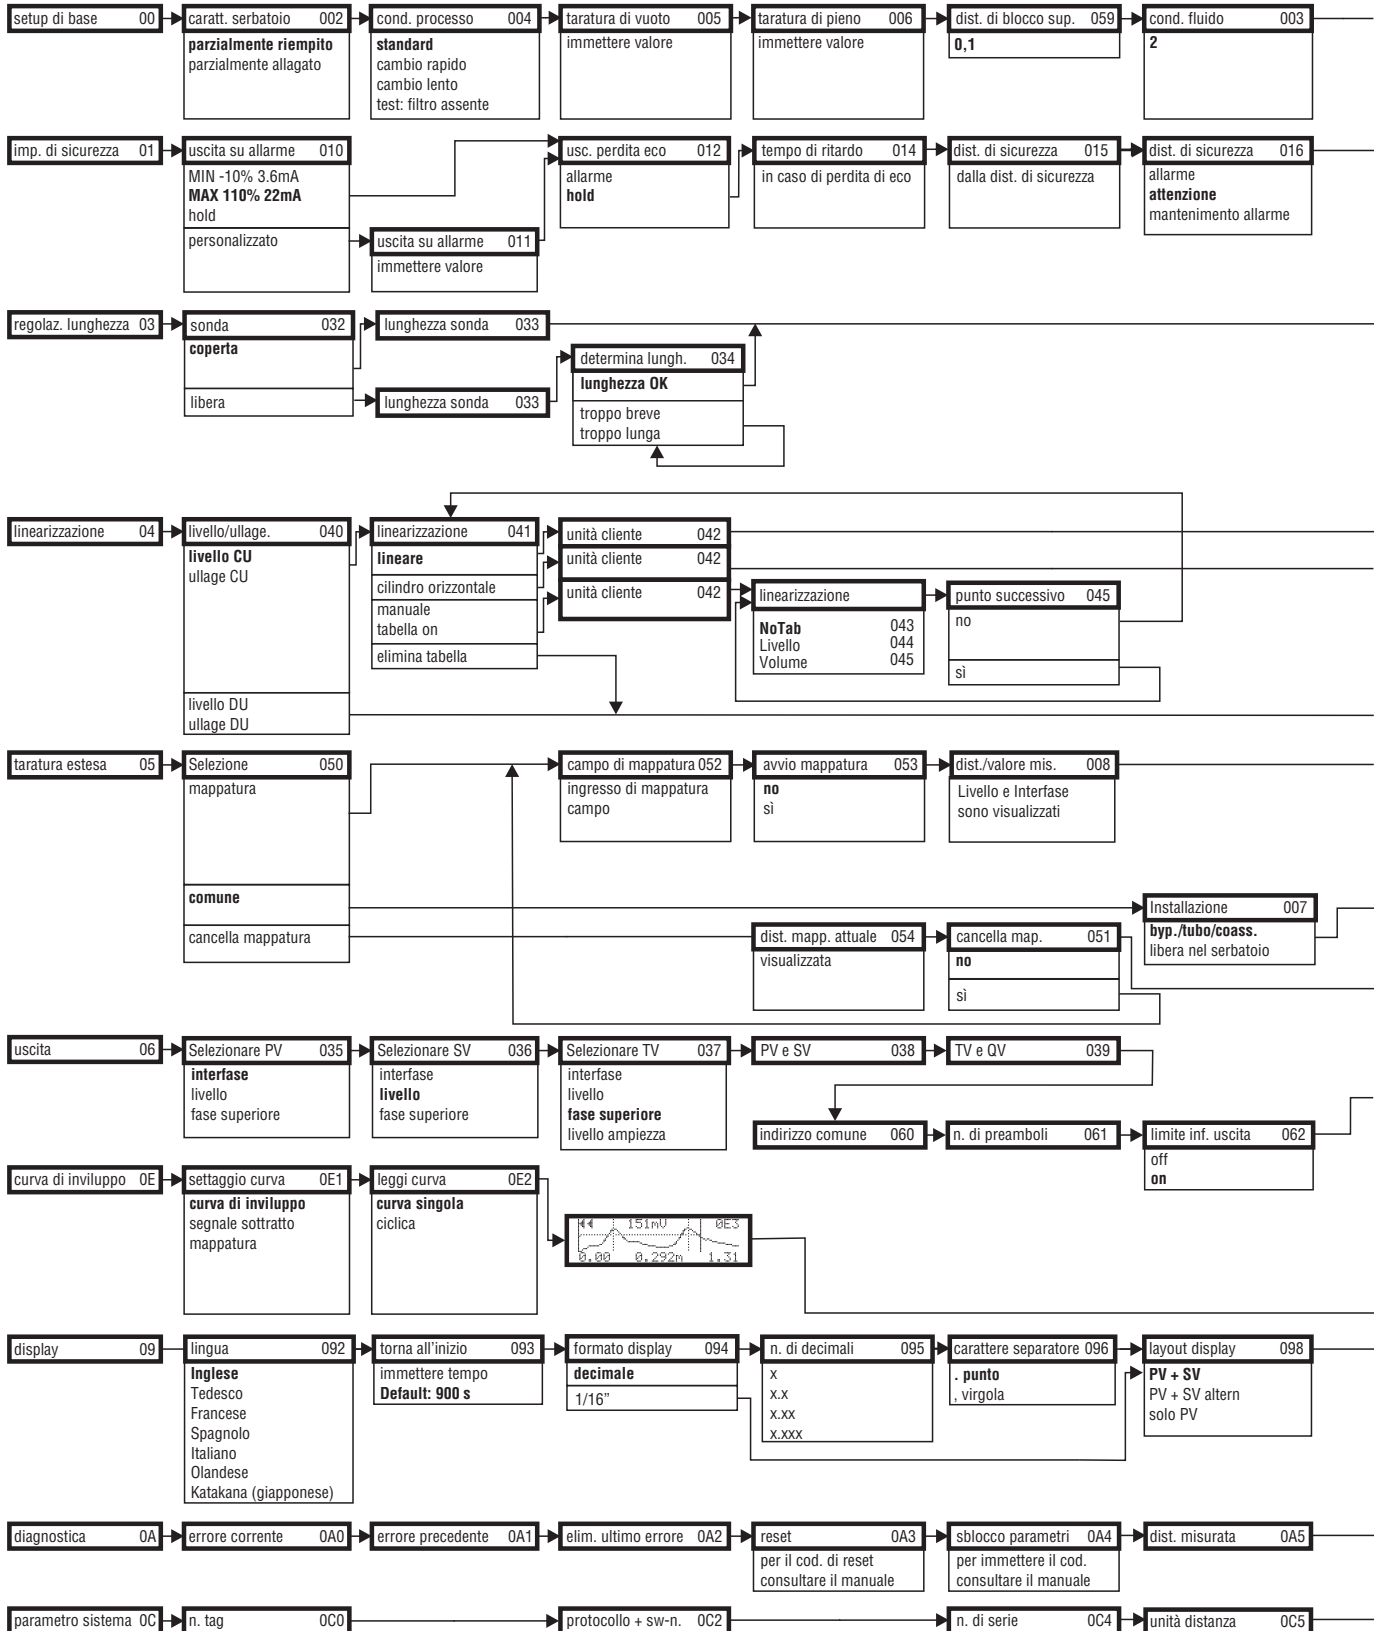 setup di base 00
caratt. serbatoio 002
parzialmente riempito
parzialmente allagato
cond. processo 004
standard
cambio rapido
cambio lento
test: filtro assente
taratura di vuoto 005
immettere valore
taratura di pieno 006
immettere valore
dist. di blocco sup. 059
0,1
cond. fluido 003
2
imp. di sicurezza 01
uscita su allarme 010
MIN -10% 3.6mA
MAX 110% 22mA
hold
personalizzato
uscita su allarme 011
immettere valore
usc. perdita eco 012
allarme
hold
tempo di ritardo 014
in caso di perdita di eco
dist. di sicurezza 015
dalla dist. di sicurezza
dist. di sicurezza 016
allarme
attenzione
mantenimento allarme
regolaz. lunghezza 03
sonda 032
coperta
libera
lunghezza sonda 033
lunghezza sonda 033
determina lungh. 034
lunghezza OK
troppo breve
troppo lunga
linearizzazione 04
livello/ullage. 040
livello CU
ullage CU
livello DU
ullage DU
linearizzazione 041
lineare
cilindro orizzontale
manuale
tabella on
elimina tabella
unità cliente 042
unità cliente 042
unità cliente 042
linearizzazione
NoTab 043
Livello 044
Volume 045
punto successivo 045
no
sì
taratura estesa 05
Selezione 050
mappatura
comune
cancella mappatura
campo di mappatura 052
ingresso di mappatura
campo
avvio mappatura 053
no
sì
dist./valore mis. 008
Livello e Interfase
sono visualizzati
Installazione 007
byp./tubo/coass.
libera nel serbatoio
dist. mapp. attuale 054
visualizzata
cancella map. 051
no
sì
uscita 06
Selezionare PV 035
interfase
livello
fase superiore
Selezionare SV 036
interfase
livello
fase superiore
Selezionare TV 037
interfase
livello
fase superiore
livello ampiezza
PV e SV 038
TV e QV 039
indirizzo comune 060
n. di preamboli 061
limite inf. uscita 062
off
on
curva di inviluppo 0E
settaggio curva 0E1
curva di inviluppo
segnale sottratto
mappatura
leggi curva 0E2
curva singola
ciclica
151mV 0E3
0.00 0.292m 1.31
display 09
lingua 092
Inglese
Tedesco
Francese
Spagnolo
Italiano
Olandese
Katakana (giapponese)
torna all'inizio 093
immettere tempo
Default: 900 s
formato display 094
decimale
1/16”
n. di decimali 095
x
x.x
x.xx
x.xxx
carattere separatore 096
. punto
, virgola
layout display 098
PV + SV
PV + SV altern
solo PV
diagnostica 0A
errore corrente 0A0
errore precedente 0A1
elim. ultimo errore 0A2
reset 0A3
per il cod. di reset
consultare il manuale
sblocco parametri 0A4
per immettere il cod.
consultare il manuale
dist. misurata 0A5
parametro sistema 0C
n. tag 0C0
protocollo + sw-n. 0C2
n. di serie 0C4
unità distanza 0C5